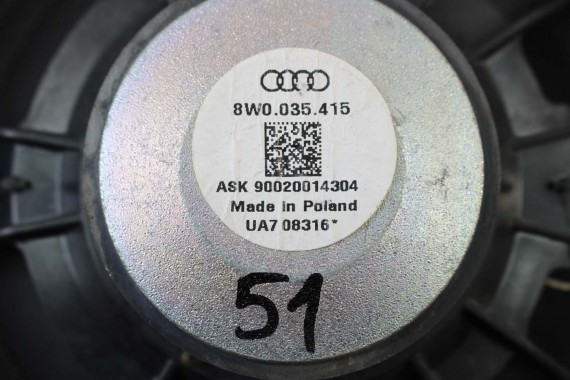 8W0.035.415
ASK 90020014304
Made in Poland
UA7 08316*
51